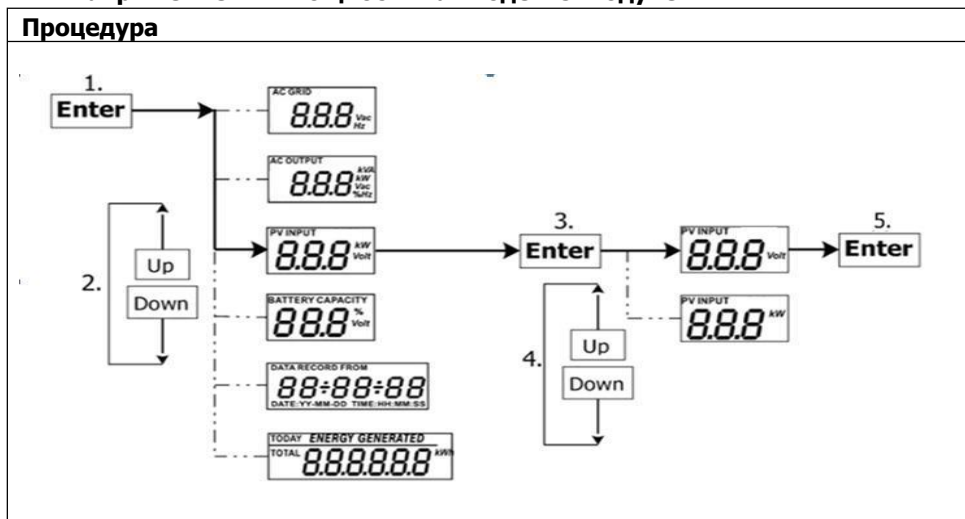 Процедура
1.
Enter
2.
Up
Down
AC GRID
8.8.8 Vac
Hz
AC OUTPUT
8.8.8 kVA
kW
Vac
%Hz
PV INPUT
8.8.8 kW
Volt
BATTERY CAPACITY
8 8.8 %
Volt
DATA RECORD FROM
88:88:88
DATE:YY-MM-DD TIME:HH:MM:SS
TODAY ENERGY GENERATED
TOTAL 8.8.8.8.8.8 kWh
3.
Enter
4.
Up
Down
PV INPUT
8.8.8 Volt
PV INPUT
8.8.8 kW
5.
Enter